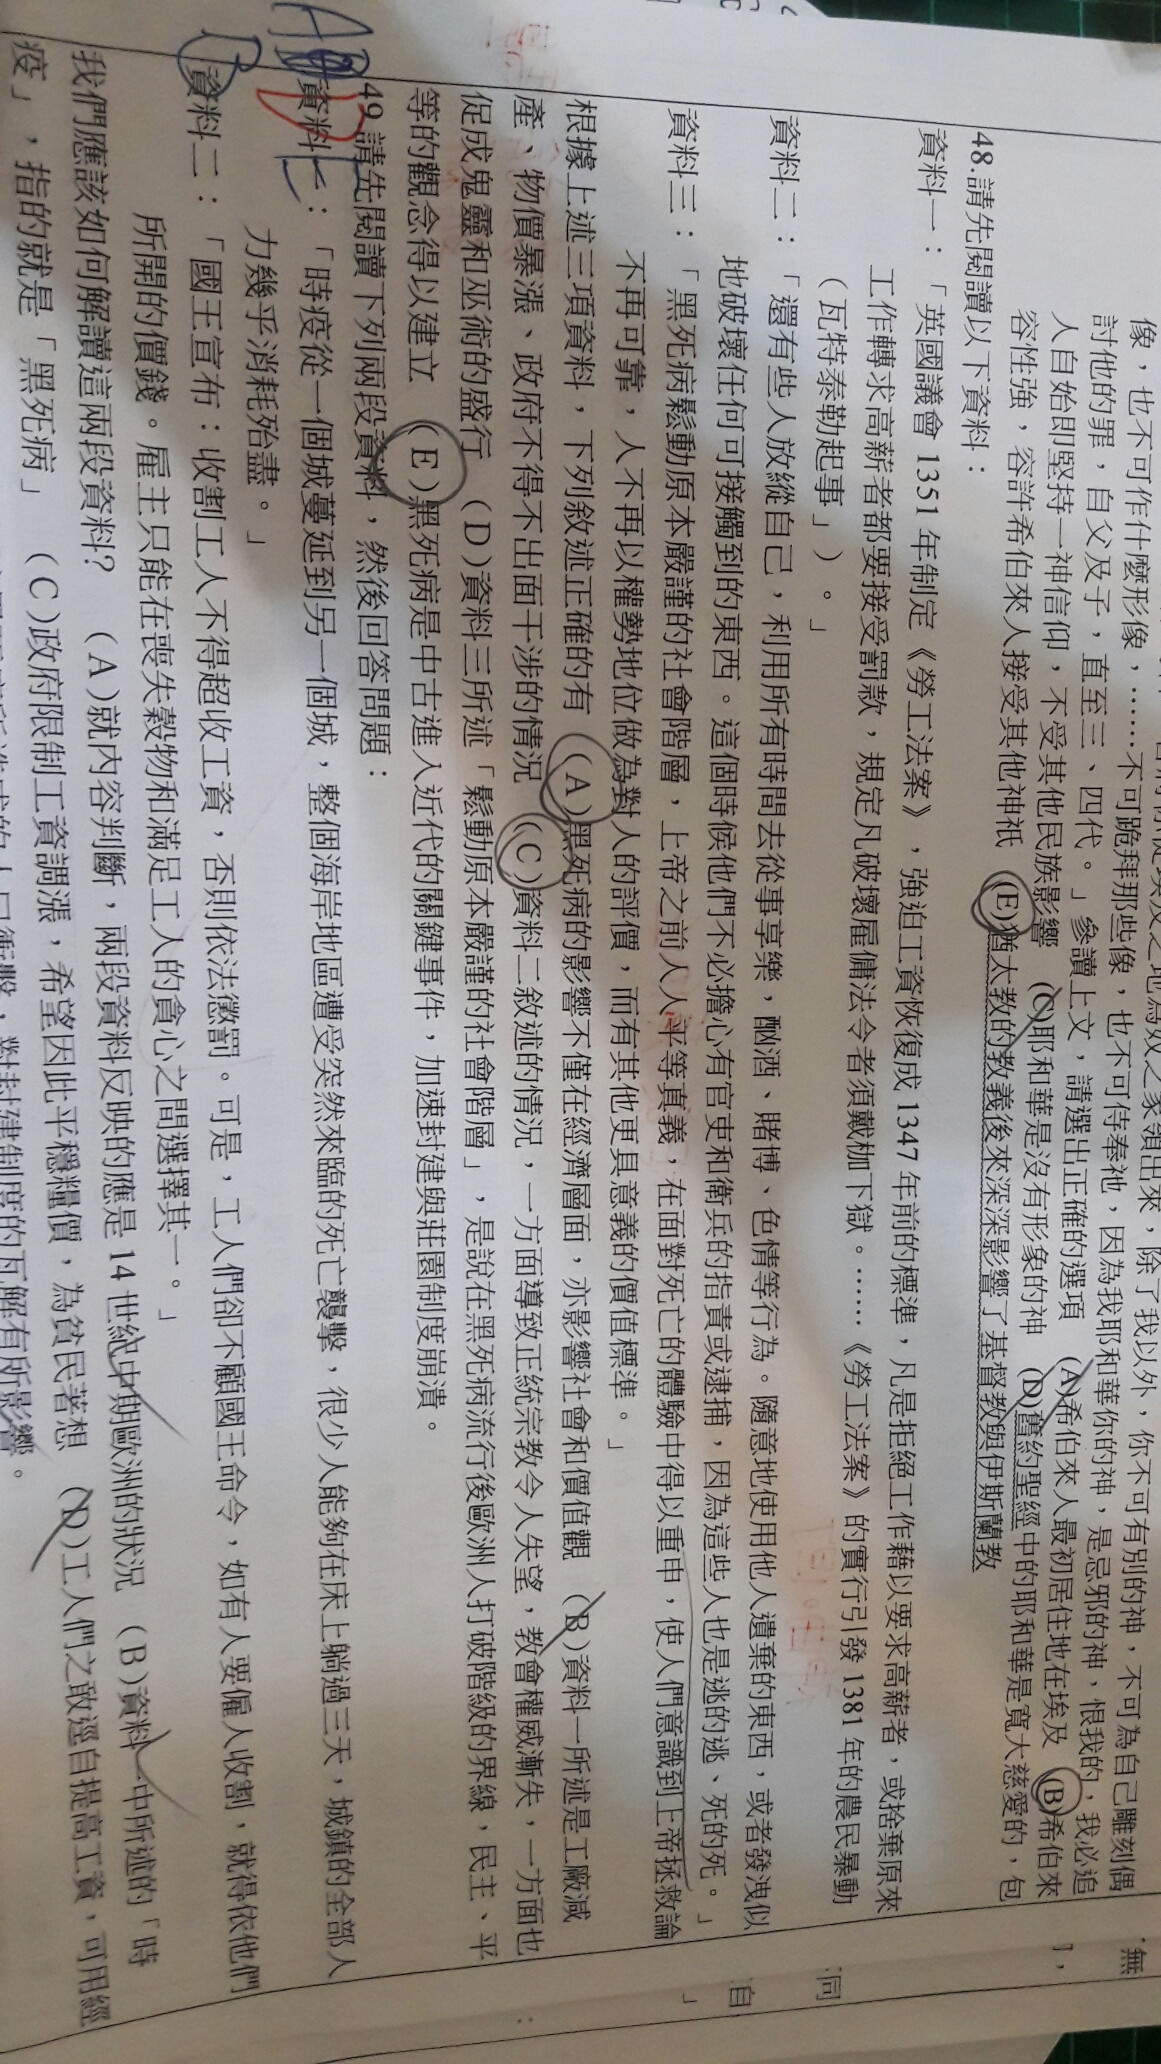 像，也不可作什麼形像，……不可跪拜那些像，也不可侍奉祂，因為我耶和華你的神，是忌邪的神，恨我的，我必追
討他的罪，自父及子，直至三、四代。」參讀上文，請選出正確的選項 (A)希伯來人最初居住地在埃及 (B)希伯來
人自始即堅持一神信仰，不受其他民族影響 (C)耶和華是沒有形象的神 (D)舊約聖經中的耶和華是寬大慈愛的，包
容性強，容許希伯來人接受其他神祇 (E)猶太教的教義後來深深影響了基督教與伊斯蘭教
48.請先閱讀以下資料：
資料一：「英國議會 1351 年制定《勞工法案》，強迫工資恢復成 1347 年前的標準，凡是拒絕工作藉以要求高薪者，或捨棄原來
工作轉求高薪者都要接受罰款，規定凡破壞雇傭法令者須戴枷下獄。……《勞工法案》的實行引發 1381 年的農民暴動
（瓦特泰勒起事）。」
資料二：「還有些人放縱自己，利用所有時間去從事享樂，酗酒、賭博、色情等行為。隨意地使用他人遺棄的東西，或者發洩似
地破壞任何可接觸到的東西。這個時候他們不必擔心有官吏和衛兵的指責或逮捕，因為這些人也是逃的逃、死的死。」
資料三：「黑死病鬆動原本嚴謹的社會階層，上帝之前人人平等真義，在面對死亡的體驗中得以重申，使人們意識到上帝拯救論
不再可靠，人不再以權勢地位做為對人的評價，而有其他更具意義的價值標準。」
根據上述三項資料，下列敘述正確的有 (A)黑死病的影響不僅在經濟層面，亦影響社會和價值觀 (B)資料一所述是工廠減
產、物價暴漲、政府不得不出面干涉的情況 (C)資料二敘述的情況，一方面導致正統宗教令人失望，教會權威漸失，一方面也
促成鬼靈和巫術的盛行 (D)資料三所述「鬆動原本嚴謹的社會階層」，是說在黑死病流行後歐洲人打破階級的界線，民主、平
等的觀念得以建立 (E)黑死病是中古進入近代的關鍵事件，加速封建與莊園制度崩潰。
49.請先閱讀下列兩段資料，然後回答問題：
資料一：「時疫從一個城蔓延到另一個城，整個海岸地區遭受突然來臨的死亡襲擊，很少人能夠在床上躺過三天，城鎮的全部人
力幾乎消耗殆盡。」
資料二：「國王宣布：收割工人不得超收工資，否則依法懲罰。可是，工人們卻不顧國王命令，如有人要僱人收割，就得依他們
所開的價錢。雇主只能在喪失穀物和滿足工人的貪心之間選擇其一。」
我們應該如何解讀這兩段資料？ (A)就內容判斷，兩段資料反映的應是 14 世紀中期歐洲的狀況 (B)資料一中所述的「時
疫」，指的就是「黑死病」 (C)政府限制工資調漲，希望因此平穩糧價，為貧民著想 (D)工人們之敢逕自提高工資，可用經
的人口衝擊，對封建制度的瓦解有所影響。